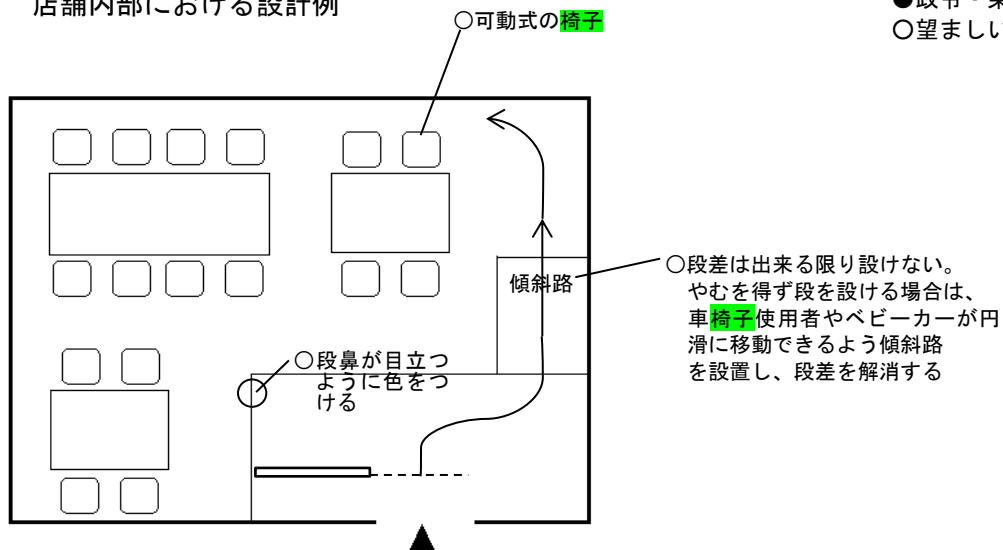 店舗内部における設計例
○望ましい
○可動式の椅子
傾斜路
○段差は出来る限り設けない。
やむを得ず段を設ける場合は、
車椅子使用者やベビーカーが円
滑に移動できるよう傾斜路
を設置し、段差を解消する
○段鼻が目立つ
ように色をつ
ける